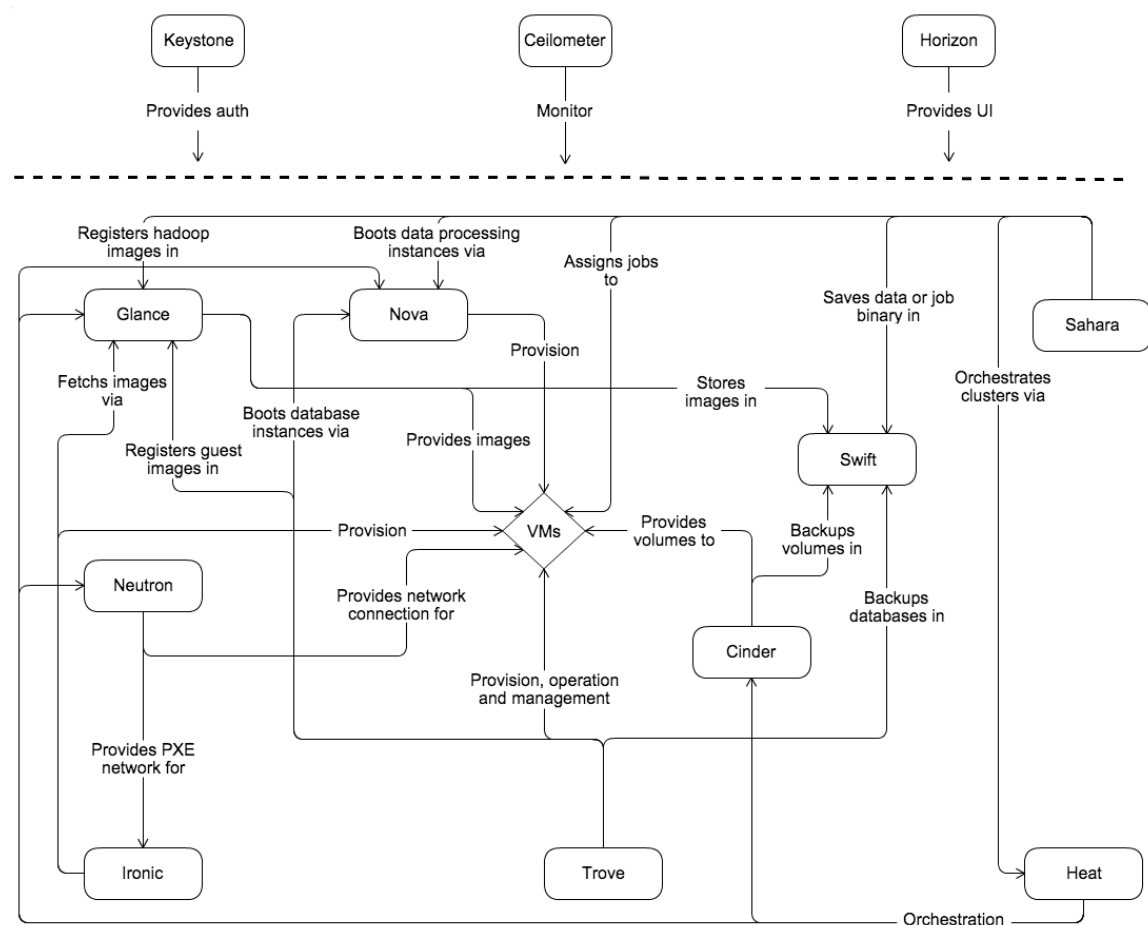 Keystone
Ceilometer
Horizon
Provides auth
Monitor
Provides UI
Registers hadoop
images in
Boots data processing
instances via
Assigns jobs
to
Saves data or job
binary in
Glance
Nova
Sahara
Provision
Fetchs images
via
Stores
images in
Orchestrates
clusters via
Boots database
instances via
Provides images
Registers guest
images in
Swift
Provision
VMs
Provides
volumes to
Backups
volumes in
Neutron
Provides network
connection for
Backups
databases in
Cinder
Provision, operation
and management
Provides PXE
network for
Ironic
Trove
Heat
Orchestration